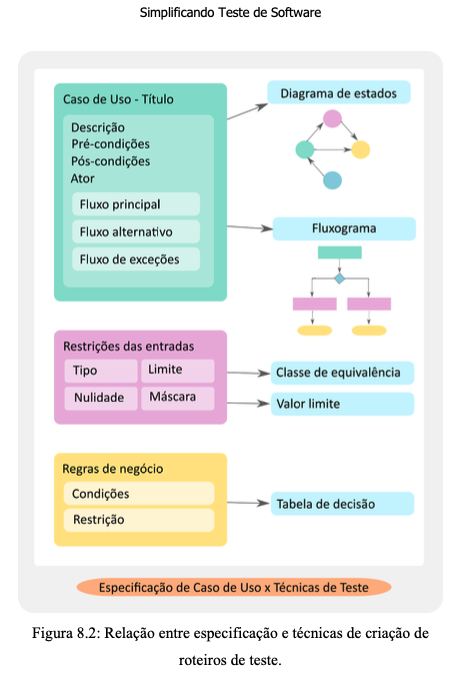 Simplificando Teste de Software
Caso de Uso - Título
Descrição
Pré-condições
Pós-condições
Ator
Fluxo principal
Fluxo alternativo
Fluxo de exceções
Diagrama de estados
Fluxograma
Restrições das entradas
Tipo
Limite
Nulidade
Máscara
Classe de equivalência
Valor limite
Regras de negócio
Condições
Restrição
Tabela de decisão
Especificação de Caso de Uso x Técnicas de Teste
Figura 8.2: Relação entre especificação e técnicas de criação de
roteiros de teste.